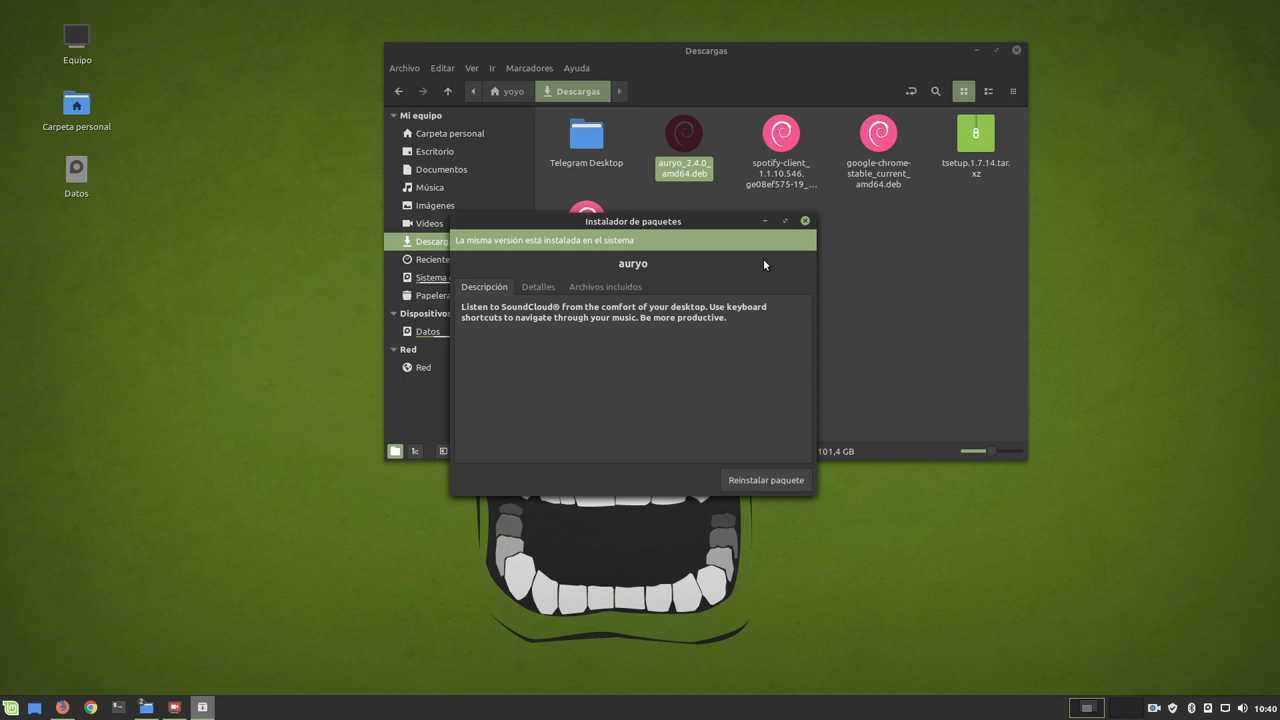 Equipo
Carpeta personal
Datos
Descargas
Archivo Editar Ver Ir Marcadores Ayuda
yoyo Descargas
Mi equipo
Carpeta personal
Escritorio
Documentos
Música
Imágenes
Vídeos
Descarg
Reciente
Sistema
Papelera
Dispositivos
Datos
Red
Red
Telegram Desktop
auryo_2.4.0_
amd64.deb
spotify-client_
1.1.10.546.
ge08ef575-19_...
google-chrome-
stable_current_
amd64.deb
tsetup.1.7.14.tar.
xz
101,4 GB
Instalador de paquetes
La misma versión está instalada en el sistema
auryo
Descripción Detalles Archivos incluidos
Listen to SoundCloud® from the comfort of your desktop. Use keyboard
shortcuts to navigate through your music. Be more productive.
Reinstalar paquete
2
10:40